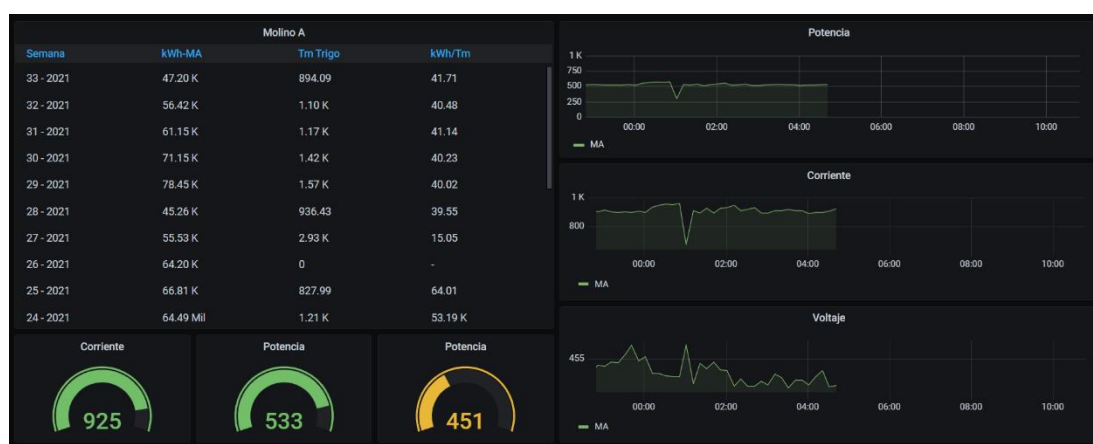 Molino A
Semana kWh-MA Tm Trigo kWh/Tm
33 - 2021 47.20 K 894.09 41.71
32 - 2021 56.42 K 1.10 K 40.48
31 - 2021 61.15 K 1.17 K 41.14
30 - 2021 71.15 K 1.42 K 40.23
29 - 2021 78.45 K 1.57 K 40.02
28 - 2021 45.26 K 936.43 39.55
27 - 2021 55.53 K 2.93 K 15.05
26 - 2021 64.20 K 0 -
25 - 2021 66.81 K 827.99 64.01
24 - 2021 64.49 Mil 1.21 K 53.19 K
Corriente
925
Potencia
533
Potencia
451
Potencia
1 K
750
500
250
0
00:00 02:00 04:00 06:00 08:00 10:00
MA
Corriente
1 K
800
00:00 02:00 04:00 06:00 08:00 10:00
MA
Voltaje
455
00:00 02:00 04:00 06:00 08:00 10:00
MA